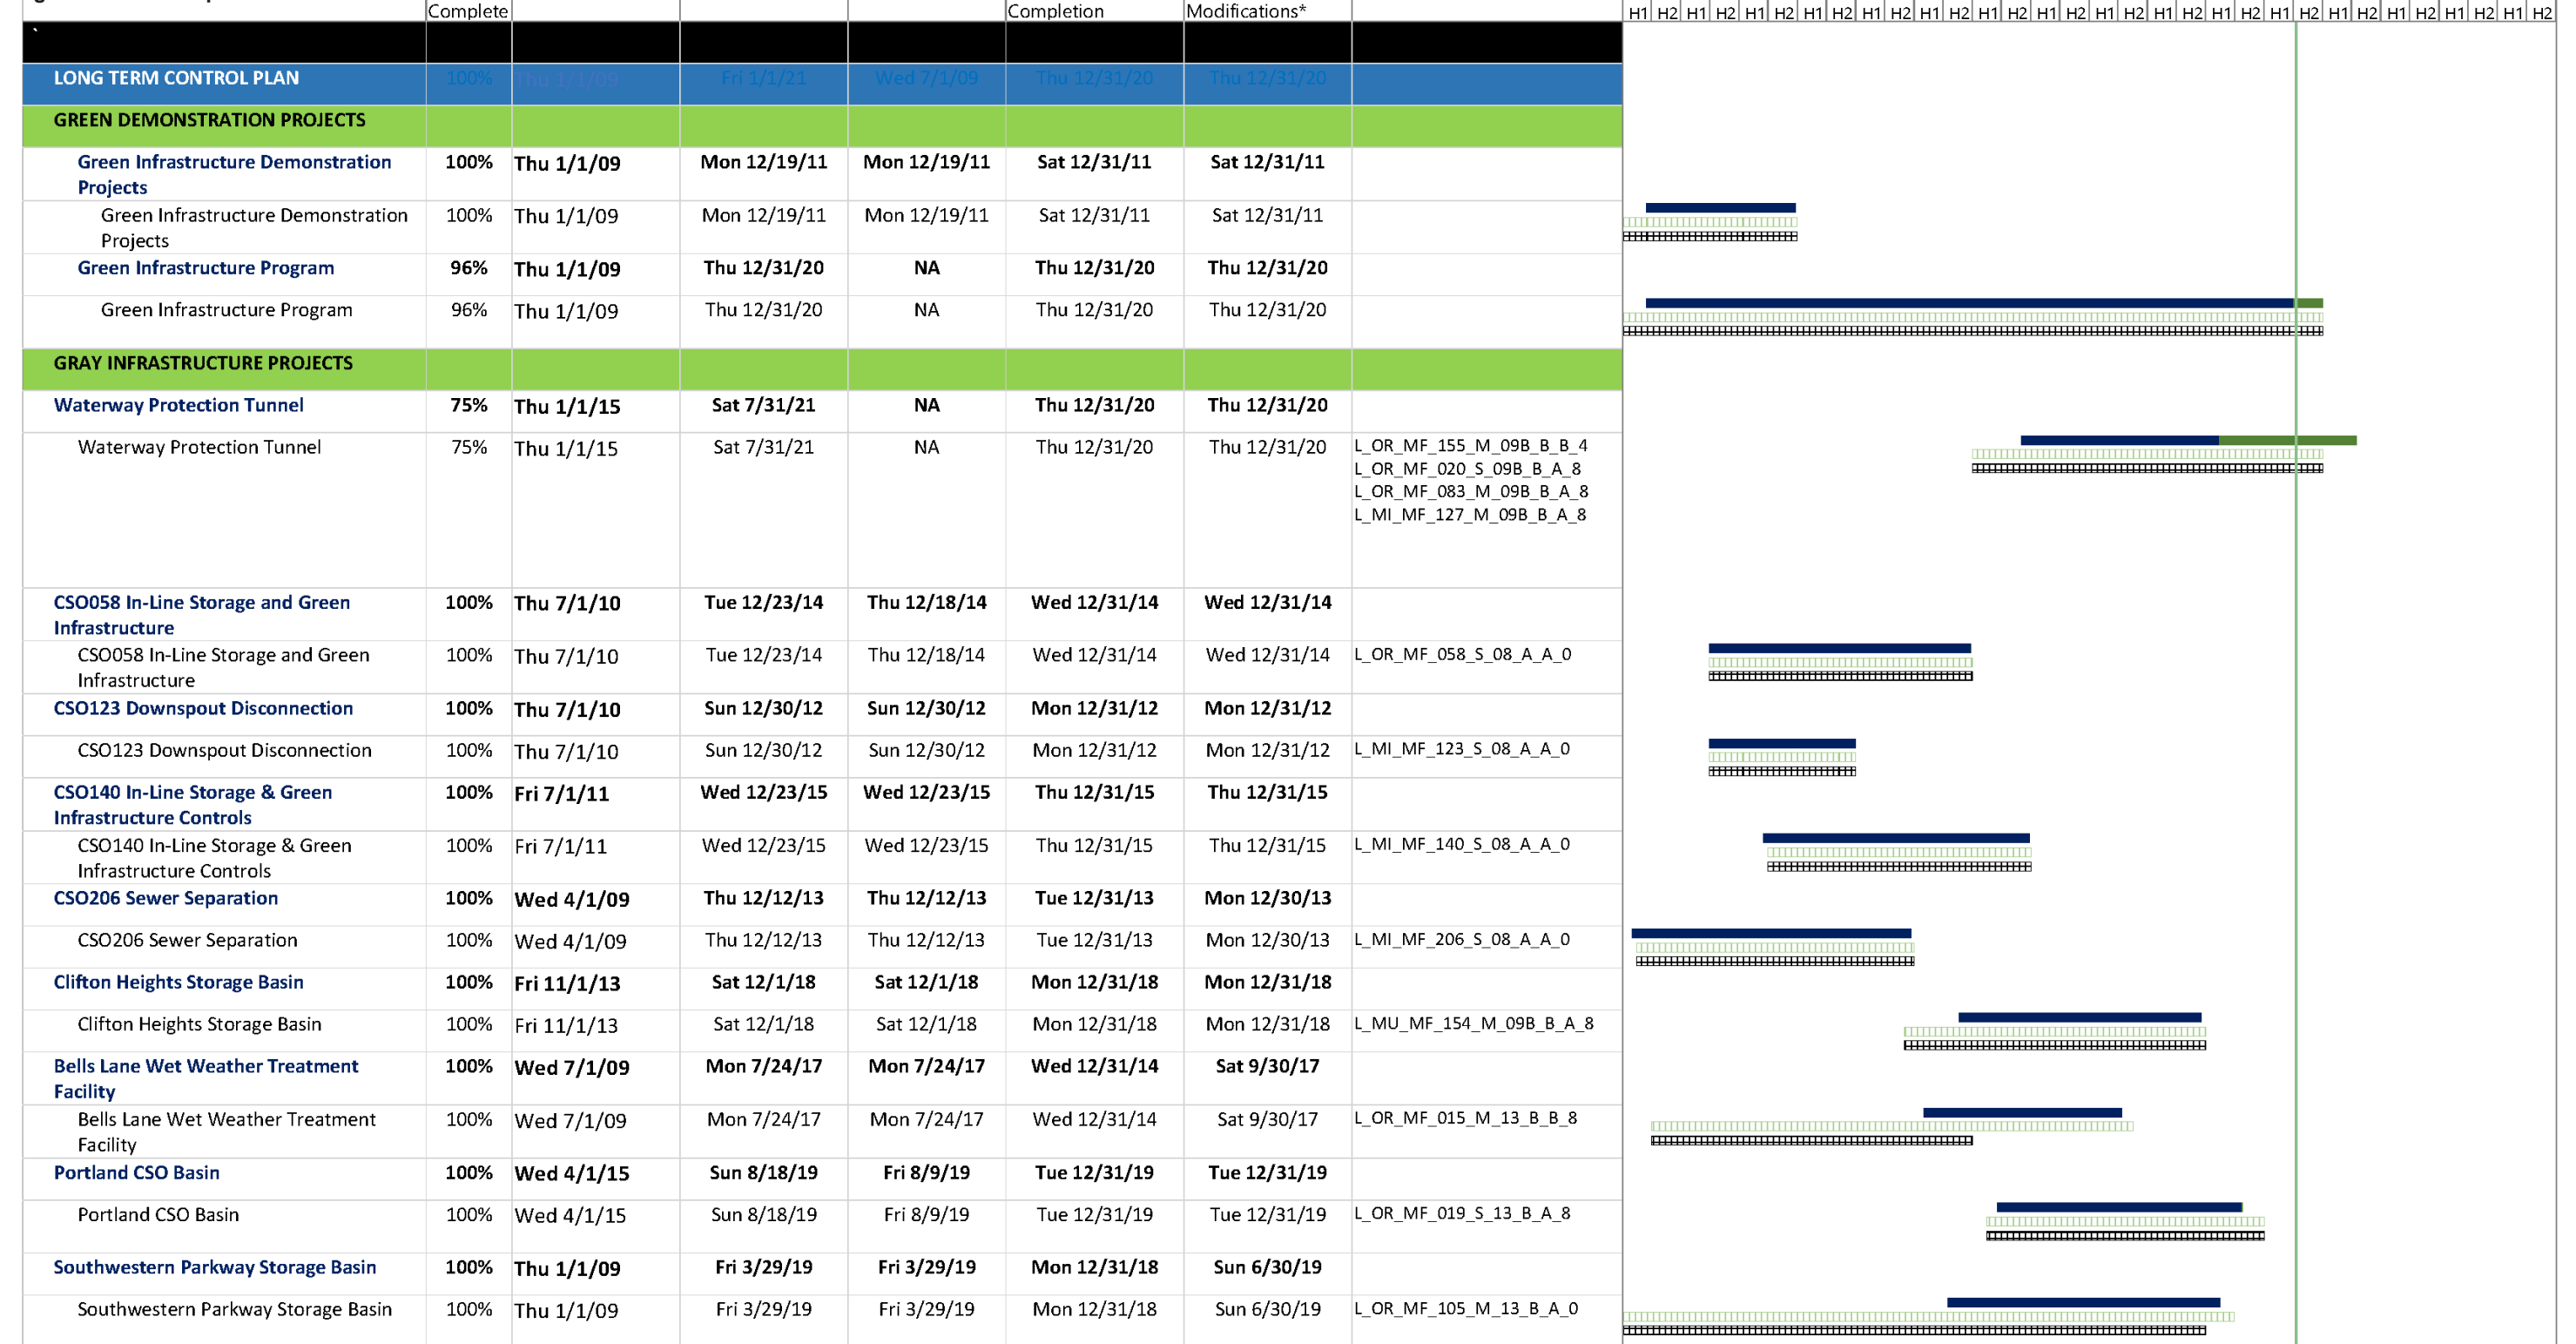 Complete Completion Modifications* H1 H2 H1 H2 H1 H2 H1 H2 H1 H2 H1 H2 H1 H2 H1 H2 H1 H2 H1 H2 H1 H2 H1 H2 H1 H2 H1 H2 H1 H2 H1 H2
`
LONG TERM CONTROL PLAN 100% Thu 1/1/09 Fri 1/1/21 Wed 7/1/09 Thu 12/31/20 Thu 12/31/20
GREEN DEMONSTRATION PROJECTS
Green Infrastructure Demonstration 100% Thu 1/1/09 Mon 12/19/11 Mon 12/19/11 Sat 12/31/11 Sat 12/31/11
Projects
Green Infrastructure Demonstration 100% Thu 1/1/09 Mon 12/19/11 Mon 12/19/11 Sat 12/31/11 Sat 12/31/11
Projects
Green Infrastructure Program 96% Thu 1/1/09 Thu 12/31/20 NA Thu 12/31/20 Thu 12/31/20
Green Infrastructure Program 96% Thu 1/1/09 Thu 12/31/20 NA Thu 12/31/20 Thu 12/31/20
GRAY INFRASTRUCTURE PROJECTS
Waterway Protection Tunnel 75% Thu 1/1/15 Sat 7/31/21 NA Thu 12/31/20 Thu 12/31/20
Waterway Protection Tunnel 75% Thu 1/1/15 Sat 7/31/21 NA Thu 12/31/20 Thu 12/31/20 L_OR_MF_155_M_09B_B_B_4
L_OR_MF_020_S_09B_B_A_8
L_OR_MF_083_M_09B_B_A_8
L_MI_MF_127_M_09B_B_A_8
CSO058 In-Line Storage and Green 100% Thu 7/1/10 Tue 12/23/14 Thu 12/18/14 Wed 12/31/14 Wed 12/31/14
Infrastructure
CSO058 In-Line Storage and Green 100% Thu 7/1/10 Tue 12/23/14 Thu 12/18/14 Wed 12/31/14 Wed 12/31/14 L_OR_MF_058_S_08_A_A_0
Infrastructure
CSO123 Downspout Disconnection 100% Thu 7/1/10 Sun 12/30/12 Sun 12/30/12 Mon 12/31/12 Mon 12/31/12
CSO123 Downspout Disconnection 100% Thu 7/1/10 Sun 12/30/12 Sun 12/30/12 Mon 12/31/12 Mon 12/31/12 L_MI_MF_123_S_08_A_A_0
CSO140 In-Line Storage & Green 100% Fri 7/1/11 Wed 12/23/15 Wed 12/23/15 Thu 12/31/15 Thu 12/31/15
Infrastructure Controls
CSO140 In-Line Storage & Green 100% Fri 7/1/11 Wed 12/23/15 Wed 12/23/15 Thu 12/31/15 Thu 12/31/15 L_MI_MF_140_S_08_A_A_0
Infrastructure Controls
CSO206 Sewer Separation 100% Wed 4/1/09 Thu 12/12/13 Thu 12/12/13 Tue 12/31/13 Mon 12/30/13
CSO206 Sewer Separation 100% Wed 4/1/09 Thu 12/12/13 Thu 12/12/13 Tue 12/31/13 Mon 12/30/13 L_MI_MF_206_S_08_A_A_0
Clifton Heights Storage Basin 100% Fri 11/1/13 Sat 12/1/18 Sat 12/1/18 Mon 12/31/18 Mon 12/31/18
Clifton Heights Storage Basin 100% Fri 11/1/13 Sat 12/1/18 Sat 12/1/18 Mon 12/31/18 Mon 12/31/18 L_MU_MF_154_M_09B_B_A_8
Bells Lane Wet Weather Treatment 100% Wed 7/1/09 Mon 7/24/17 Mon 7/24/17 Wed 12/31/14 Sat 9/30/17
Facility
Bells Lane Wet Weather Treatment 100% Wed 7/1/09 Mon 7/24/17 Mon 7/24/17 Wed 12/31/14 Sat 9/30/17 L_OR_MF_015_M_13_B_B_8
Facility
Portland CSO Basin 100% Wed 4/1/15 Sun 8/18/19 Fri 8/9/19 Tue 12/31/19 Tue 12/31/19
Portland CSO Basin 100% Wed 4/1/15 Sun 8/18/19 Fri 8/9/19 Tue 12/31/19 Tue 12/31/19 L_OR_MF_019_S_13_B_A_8
Southwestern Parkway Storage Basin 100% Thu 1/1/09 Fri 3/29/19 Fri 3/29/19 Mon 12/31/18 Sun 6/30/19
Southwestern Parkway Storage Basin 100% Thu 1/1/09 Fri 3/29/19 Fri 3/29/19 Mon 12/31/18 Sun 6/30/19 L_OR_MF_105_M_13_B_A_0